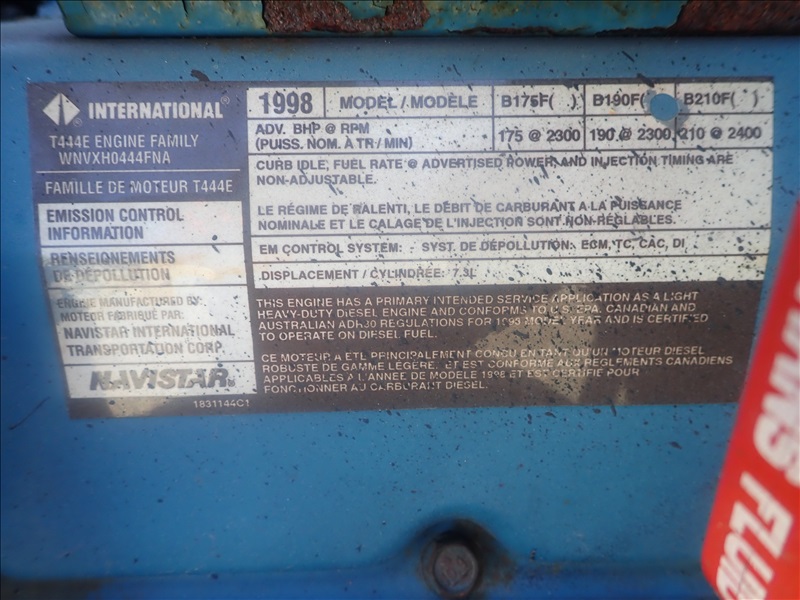 INTERNATIONAL®
T444E ENGINE FAMILY
WNVXH0444FNA
FAMILLE DE MOTEUR T444E
EMISSION CONTROL
INFORMATION
RENSEIGNEMENTS
DE DÉPOLLUTION
ENGINE MANUFACTURED BY:
MOTEUR FABRIQUÉ PAR:
NAVISTAR INTERNATIONAL
TRANSPORTATION CORP.
NAVISTAR®
1831144C1
1998 MODEL / MODÈLE B175F( ) B190F( B210F( )
ADV. BHP @ RPM
(PUISS. NOM. À TR / MIN) 175 @ 2300 190 @ 2300 210 @ 2400
CURB IDLE, FUEL RATE @ ADVERTISED POWER, AND INJECTION TIMING ARE
NON-ADJUSTABLE.
LE RÉGIME DE RALENTI, LE DÉBIT DE CARBURANT A LA PUISSANCE
NOMINALE ET LE CALAGE DE L'INJECTION SONT NON-RÉGLABLES.
EM CONTROL SYSTEM: SYST. DE DÉPOLLUTION: ECM, TC, CAC, DI
DISPLACEMENT / CYLINDRÉE: 7.3L
THIS ENGINE HAS A PRIMARY INTENDED SERVICE APPLICATION AS A LIGHT
HEAVY-DUTY DIESEL ENGINE AND CONFORMS TO U.S. EPA, CANADIAN AND
AUSTRALIAN ADR30 REGULATIONS FOR 1998 MODEL YEAR AND IS CERTIFIED
TO OPERATE ON DIESEL FUEL.
CE MOTEUR A ETE PRINCIPALEMENT CONCU EN TANT QU'UN MOTEUR DIESEL
ROBUSTE DE GAMME LÉGÈRE, ET EST CONFORME AUX REGLEMENTS CANADIENS
APPLICABLES A L'ANNEE DE MODELE 1998 ET EST CERTIFIÉ POUR
FONCTIONNER AU CARBURANT DIESEL.
FLUID